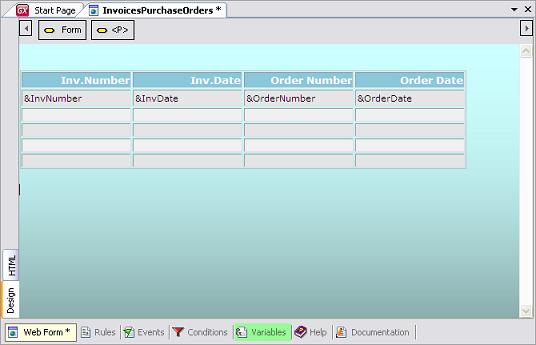 GX Start Page InvoicesPurchaseOrders *
Form <P>
Inv.Number Inv.Date Order Number Order Date
&InvNumber &InvDate &OrderNumber &OrderDate
HTML
Design
Web Form * Rules Events Conditions Variables Help Documentation